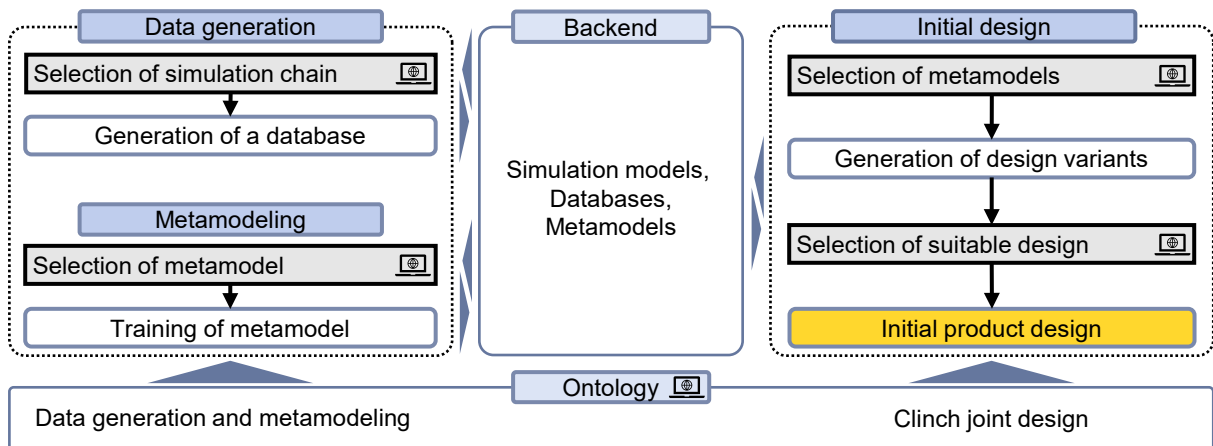 Data generation
Selection of simulation chain
Generation of a database
Metamodeling
Selection of metamodel
Training of metamodel
Backend
Simulation models,
Databases,
Metamodels
Initial design
Selection of metamodels
Generation of design variants
Selection of suitable design
Initial product design
Ontology
Data generation and metamodeling
Clinch joint design